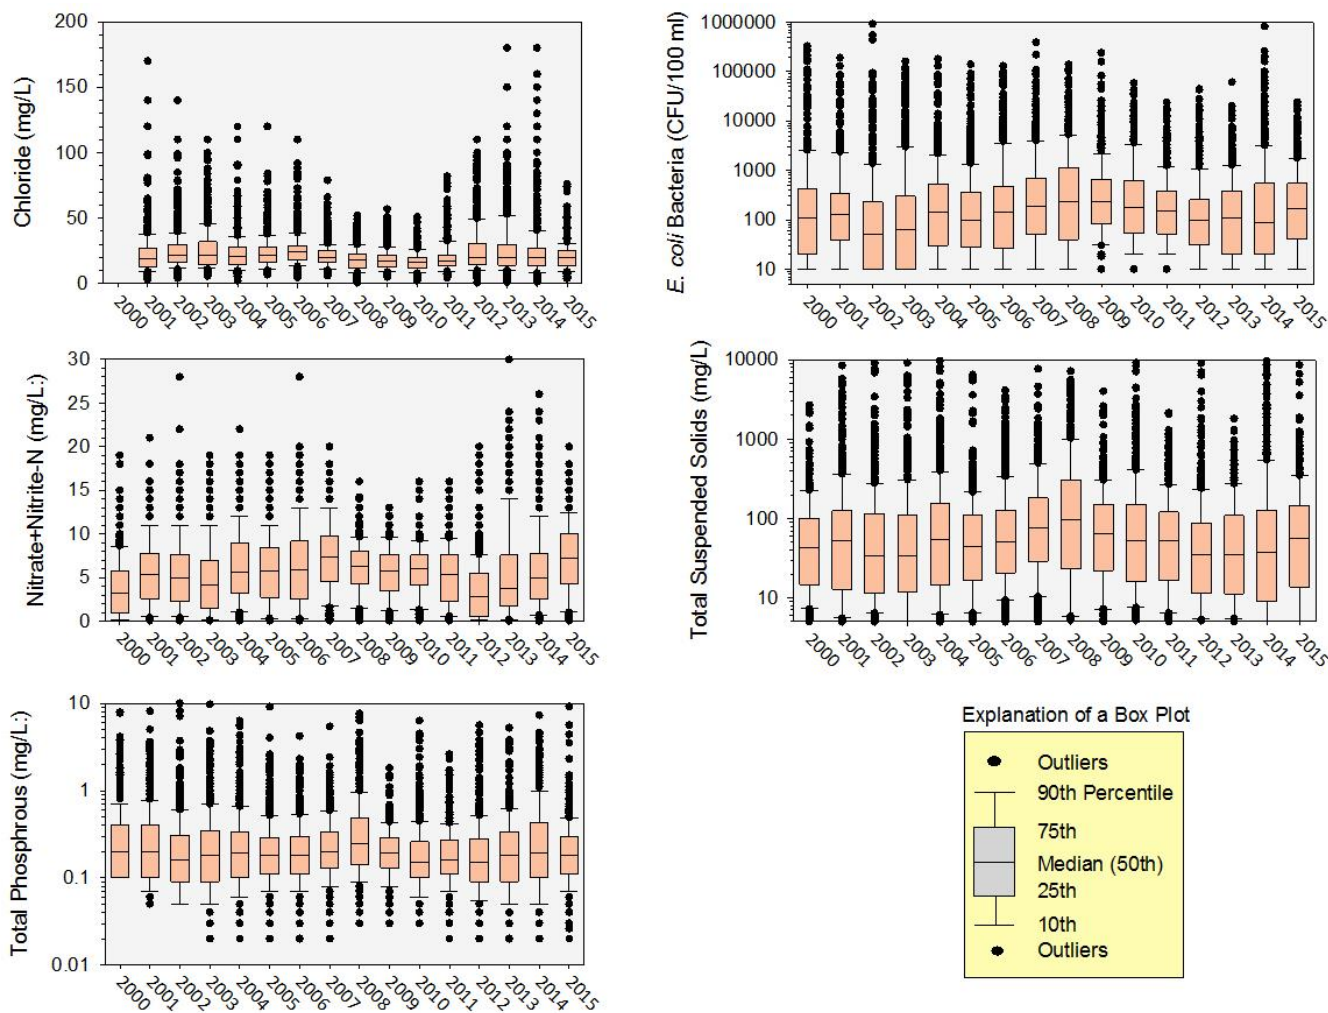 Chloride (mg/L)
200
150
100
50
0
2000 2001 2002 2003 2004 2005 2006 2007 2008 2009 2010 2011 2012 2013 2014 2015
E. coli Bacteria (CFU/100 ml)
1000000
100000
10000
1000
100
10
2000 2001 2002 2003 2004 2005 2006 2007 2008 2009 2010 2011 2012 2013 2014 2015
Nitrate+Nitrite-N (mg/L:)
30
25
20
15
10
5
0
2000 2001 2002 2003 2004 2005 2006 2007 2008 2009 2010 2011 2012 2013 2014 2015
Total Suspended Solids (mg/L)
10000
1000
100
10
2000 2001 2002 2003 2004 2005 2006 2007 2008 2009 2010 2011 2012 2013 2014 2015
Total Phosphrous (mg/L:)
10
1
0.1
0.01
2000 2001 2002 2003 2004 2005 2006 2007 2008 2009 2010 2011 2012 2013 2014 2015
Explanation of a Box Plot
Outliers
90th Percentile
75th
Median (50th)
25th
10th
Outliers